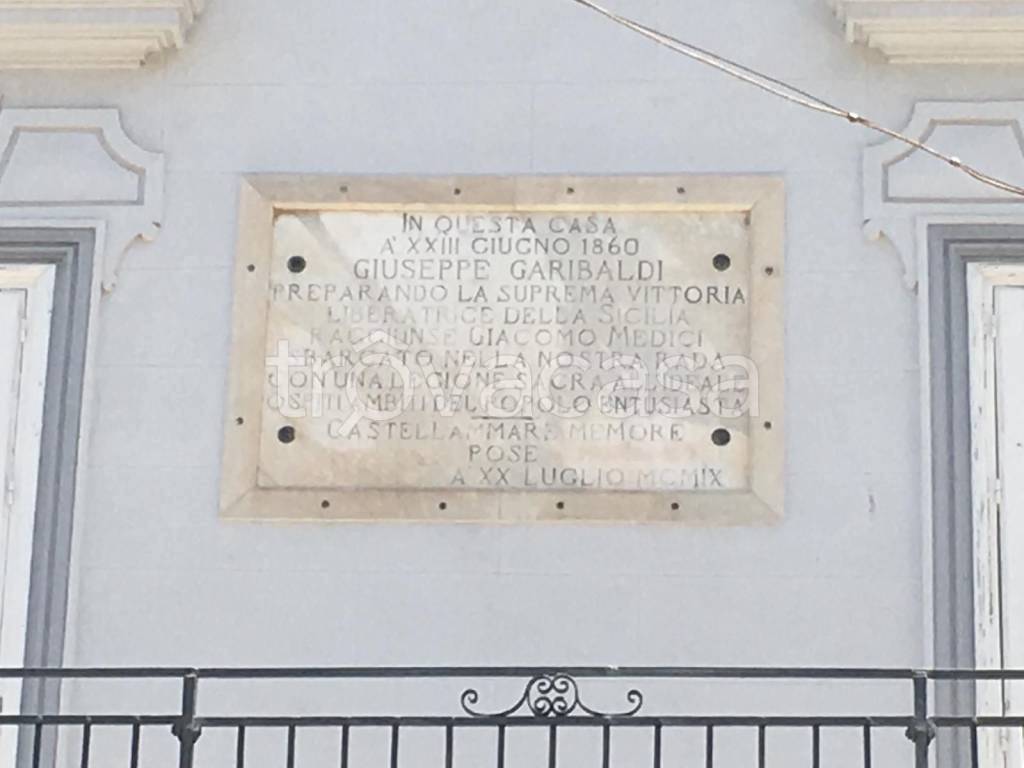 IN QUESTA CASA
A' XXIII GIUGNO 1860
GIUSEPPE GARIBALDI
PREPARANDO LA SUPREMA VITTORIA
LIBERATRICE DELLA SICILIA
RAGGIUNSE GIACOMO MEDICI
SBARCATO NELLA NOSTRA RADA
CON UNA LEGIONE SACRA ALL'IDEALE
OSPITI AMBITI DEL POPOLO ENTUSIASTA
CASTELLAMMARE MEMORE
POSE
A' XX LUGLIO MCMIX
trovacasa